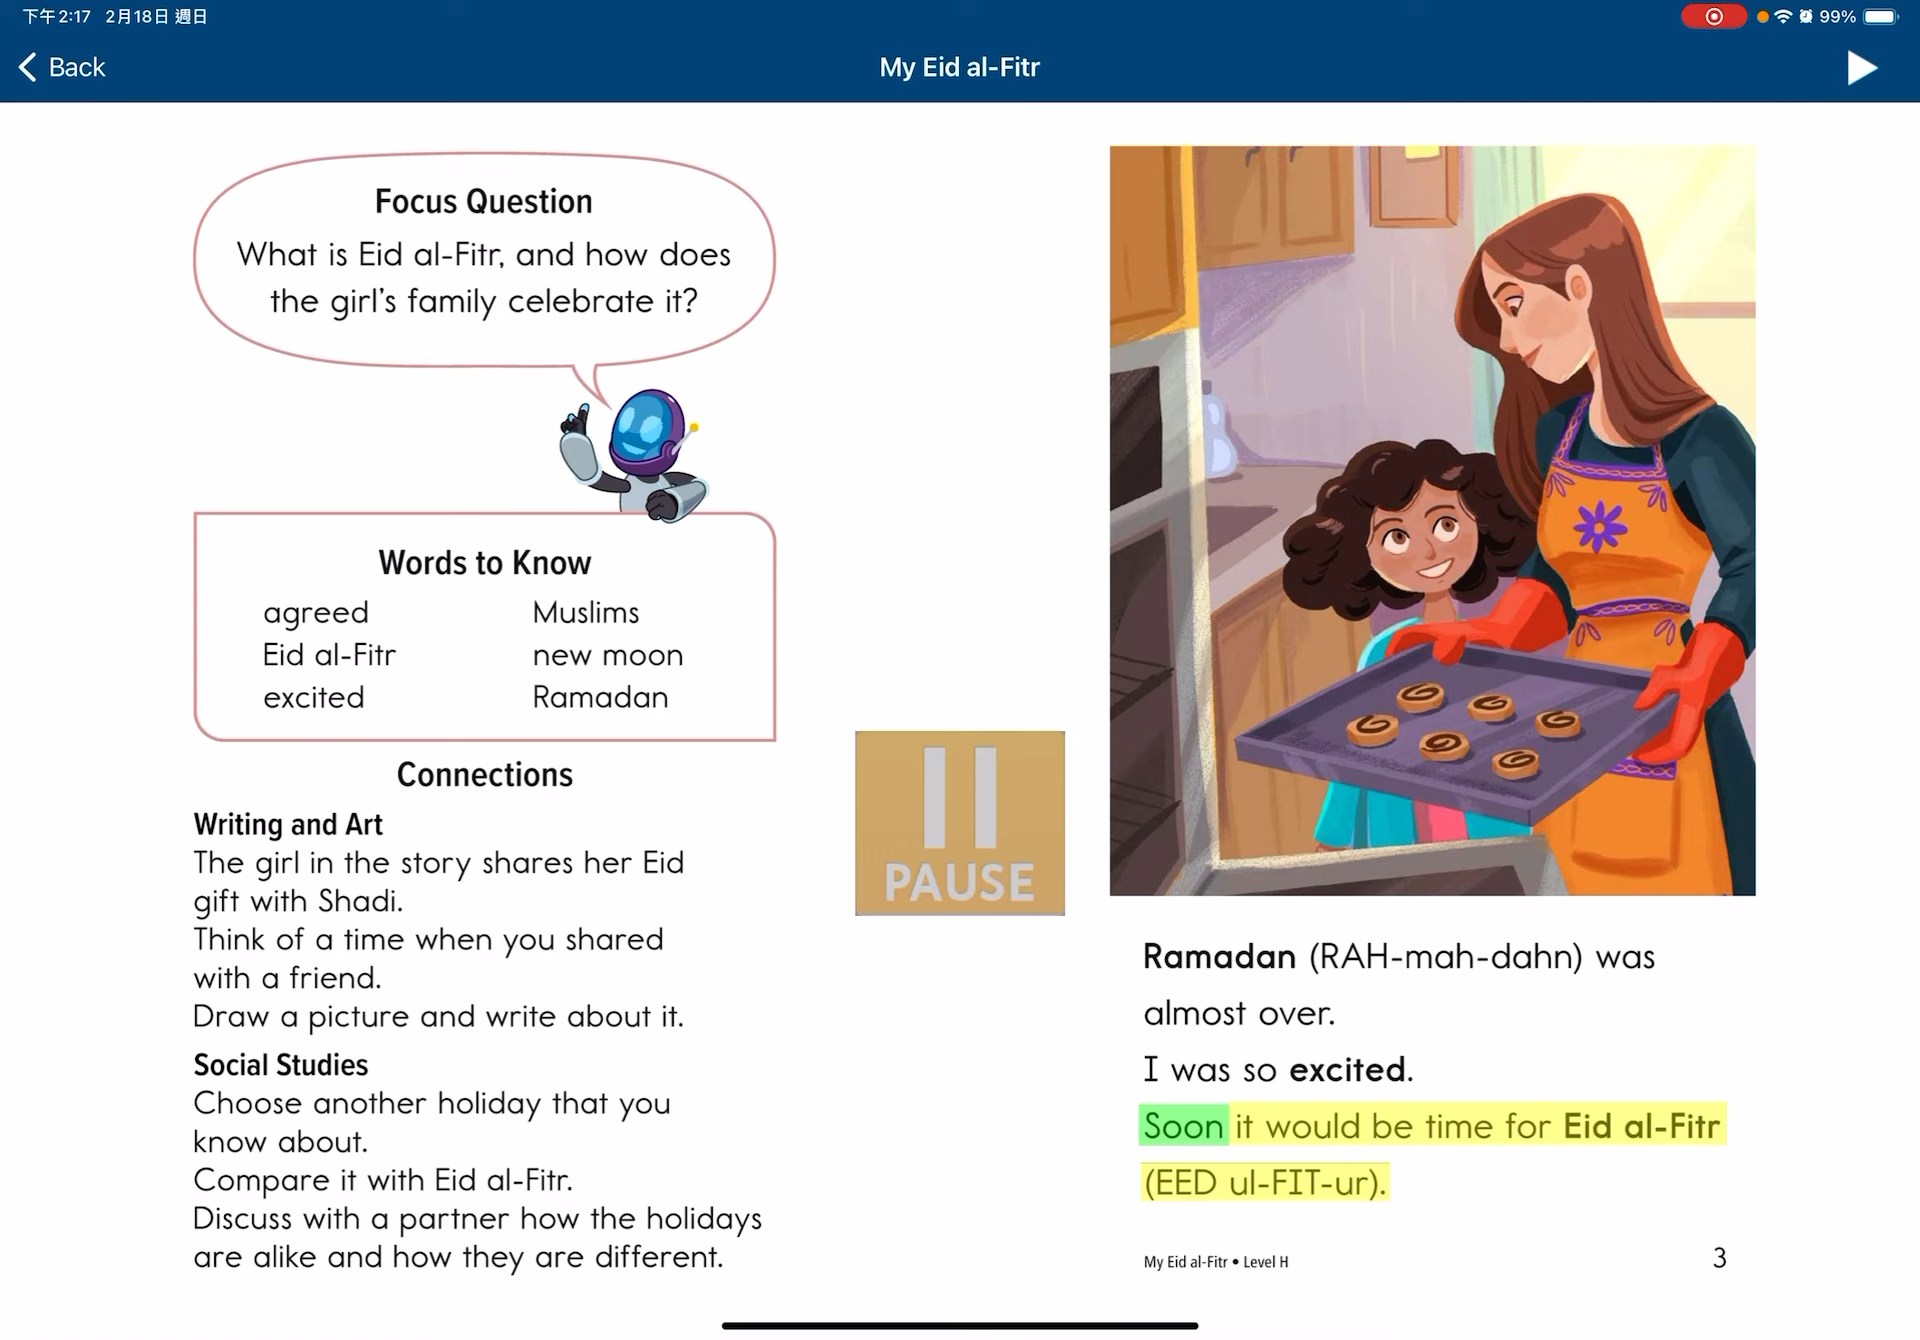 下午2:17 2月18日 週日
99%
Back
My Eid al-Fitr
Focus Question
What is Eid al-Fitr, and how does
the girl's family celebrate it?
Words to Know
agreed
Eid al-Fitr
excited
Muslims
new moon
Ramadan
Connections
Writing and Art
The girl in the story shares her Eid
gift with Shadi.
Think of a time when you shared
with a friend.
Draw a picture and write about it.
Social Studies
Choose another holiday that you
know about.
Compare it with Eid al-Fitr.
Discuss with a partner how the holidays
are alike and how they are different.
PAUSE
Ramadan (RAH-mah-dahn) was
almost over.
I was so excited.
Soon it would be time for Eid al-Fitr
(EED ul-FIT-ur).
My Eid al-Fitr • Level H
3